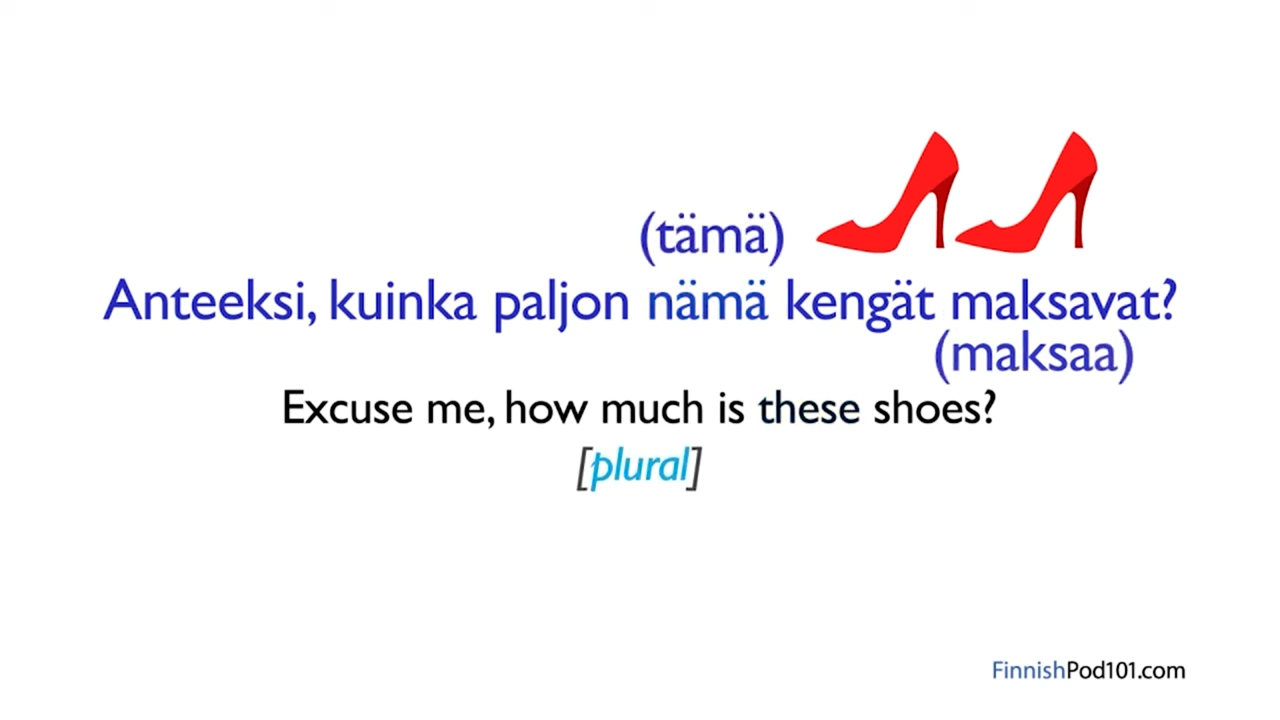 (tämä)
Anteeksi, kuinka paljon nämä kengät maksavat?
(maksaa)
Excuse me, how much is these shoes?
[plural]
FinnishPod101.com